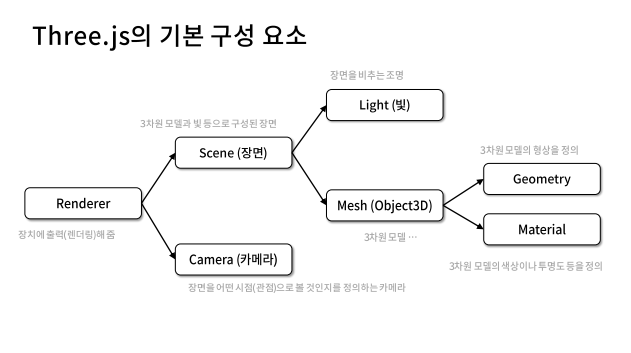 Three.js의 기본 구성 요소
장면을 비추는 조명
Light (빛)
3차원 모델과 빛 등으로 구성된 장면
Scene (장면)
3차원 모델의 형상을 정의
Geometry
Renderer
Mesh (Object3D)
장치에 출력(렌더링)해 줌
Material
3차원 모델 ⋯
Camera (카메라)
3차원 모델의 색상이나 투명도 등을 정의
장면을 어떤 시점(관점)으로 볼 것인지를 정의하는 카메라